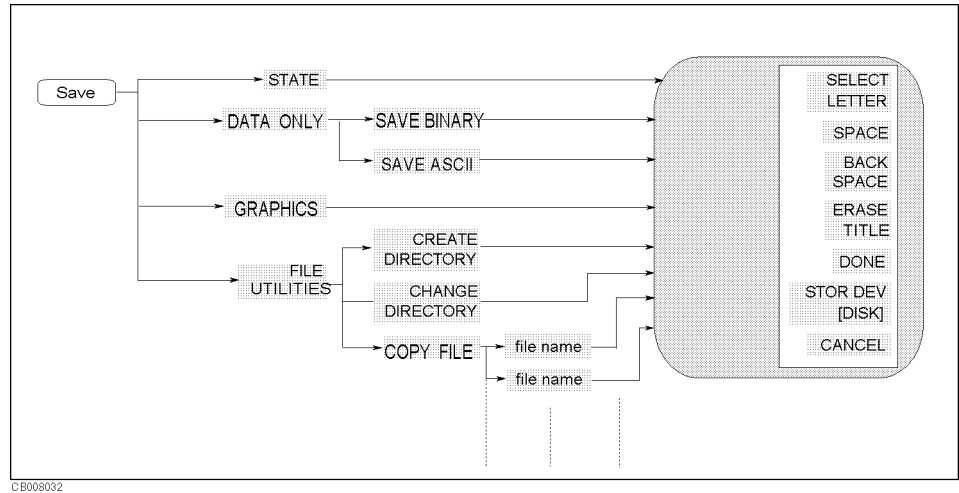 Save
STATE
DATA ONLY
SAVE BINARY
SAVE ASCII
GRAPHICS
FILE
UTILITIES
CREATE
DIRECTORY
CHANGE
DIRECTORY
COPY FILE
file name
file name
SELECT
LETTER
SPACE
BACK
SPACE
ERASE
TITLE
DONE
STOR DEV
[DISK]
CANCEL
CB008032